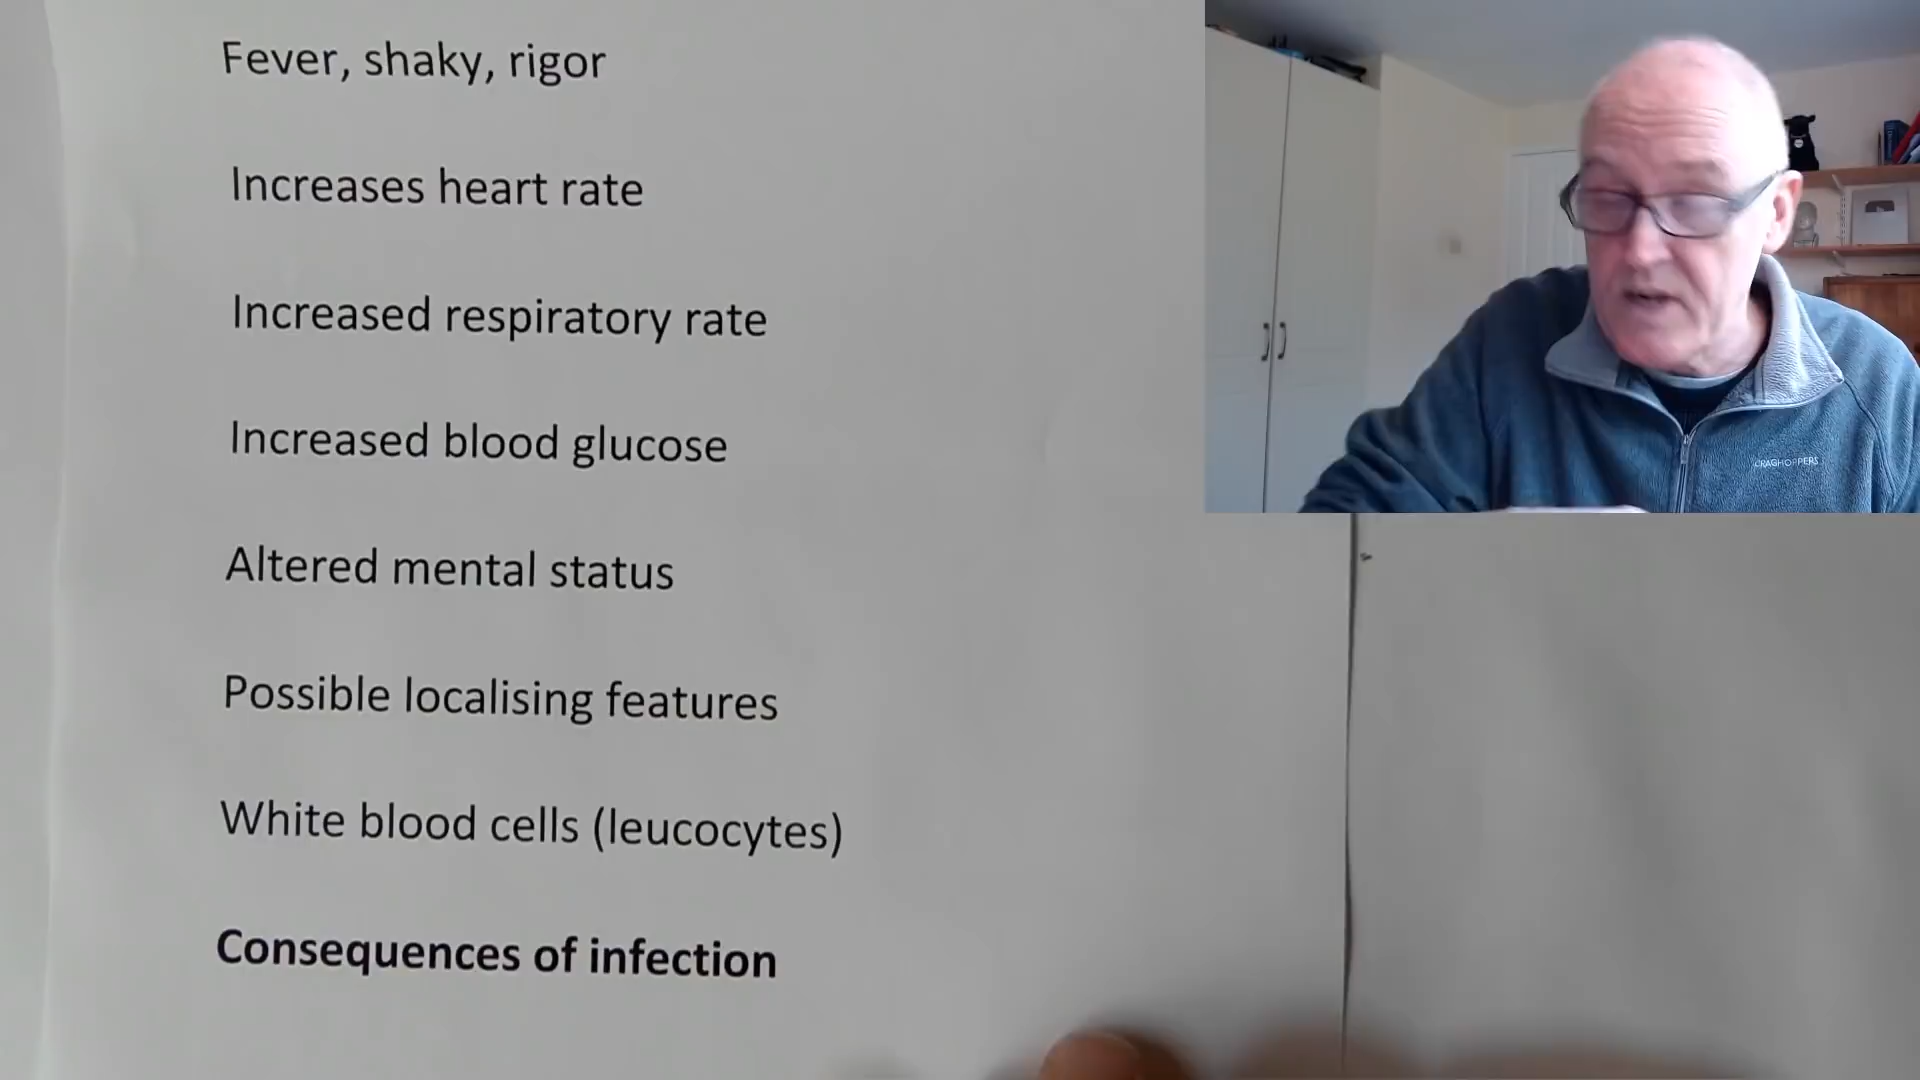 Fever, shaky, rigor
Increases heart rate
Increased respiratory rate
Increased blood glucose
Altered mental status
Possible localising features
White blood cells (leucocytes)
Consequences of infection
CRAGHOPPERS